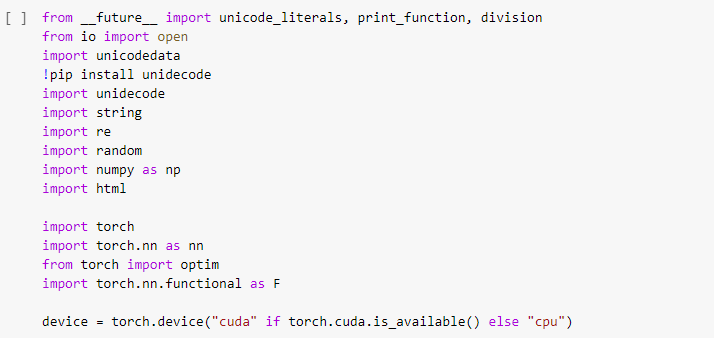 [ ] from __future__ import unicode_literals, print_function, division
from io import open
import unicodedata
!pip install unidecode
import unidecode
import string
import re
import random
import numpy as np
import html
import torch
import torch.nn as nn
from torch import optim
import torch.nn.functional as F
device = torch.device("cuda" if torch.cuda.is_available() else "cpu")